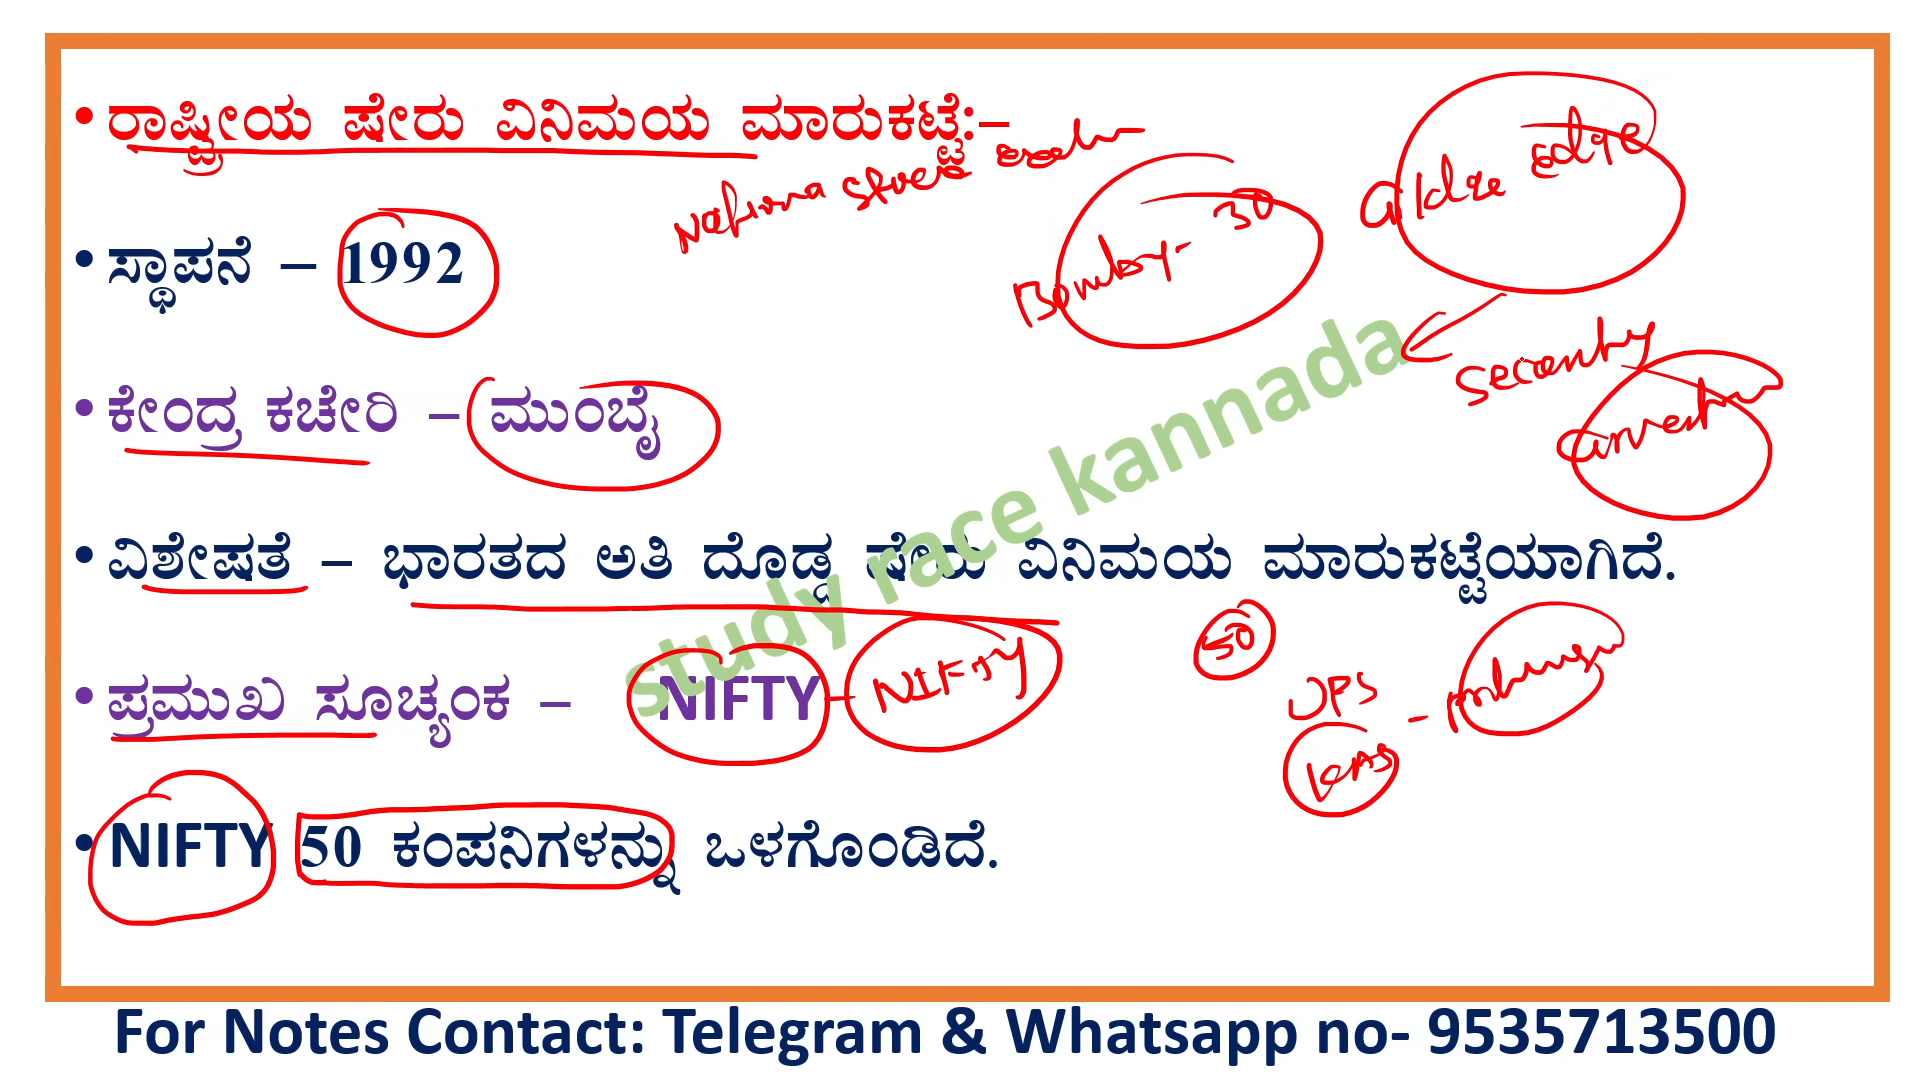 • ರಾಷ್ಟ್ರೀಯ ಷೇರು ವಿನಿಮಯ ಮಾರುಕಟ್ಟೆ:–
• ಸ್ಥಾಪನೆ – 1992
Bombay - 30
• ಕೇಂದ್ರ ಕಚೇರಿ – ಮುಂಬೈ
study race kannada
• ವಿಶೇಷತೆ – ಭಾರತದ ಅತಿ ದೊಡ್ಡ ಷೇರು ವಿನಿಮಯ ಮಾರುಕಟ್ಟೆಯಾಗಿದೆ.
50
• ಪ್ರಮುಖ ಸೂಚ್ಯಂಕ – NIFTY - NIFTY
• NIFTY 50 ಕಂಪನಿಗಳನ್ನು ಒಳಗೊಂಡಿದೆ.
For Notes Contact: Telegram & Whatsapp no- 9535713500